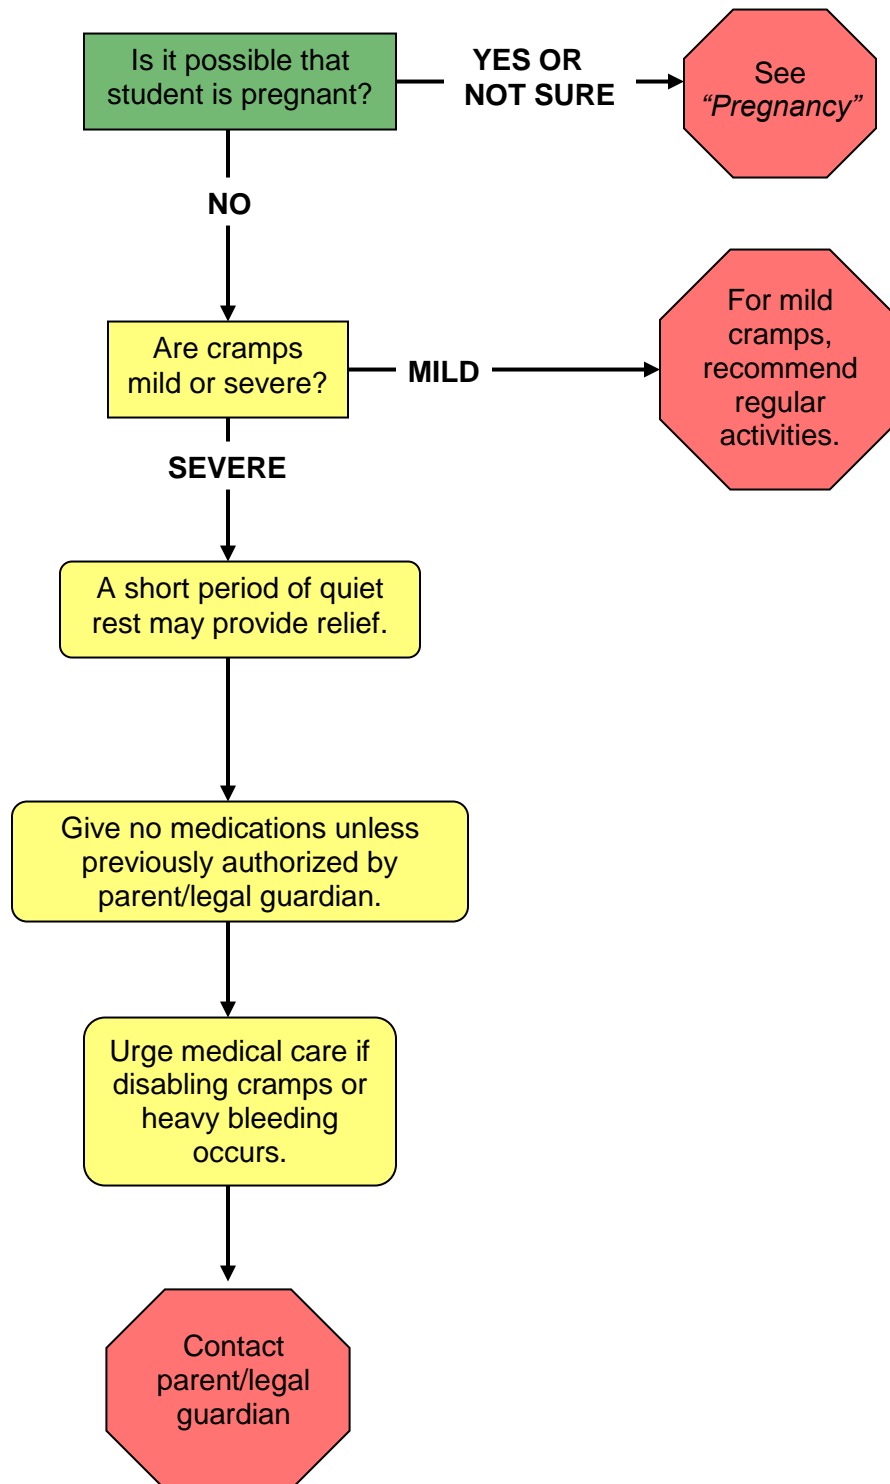 Is it possible that
student is pregnant?
YES OR
NOT SURE
See
“Pregnancy”
NO
Are cramps
mild or severe?
MILD
For mild
cramps,
recommend
regular
activities.
SEVERE
A short period of quiet
rest may provide relief.
Give no medications unless
previously authorized by
parent/legal guardian.
Urge medical care if
disabling cramps or
heavy bleeding
occurs.
Contact
parent/legal
guardian